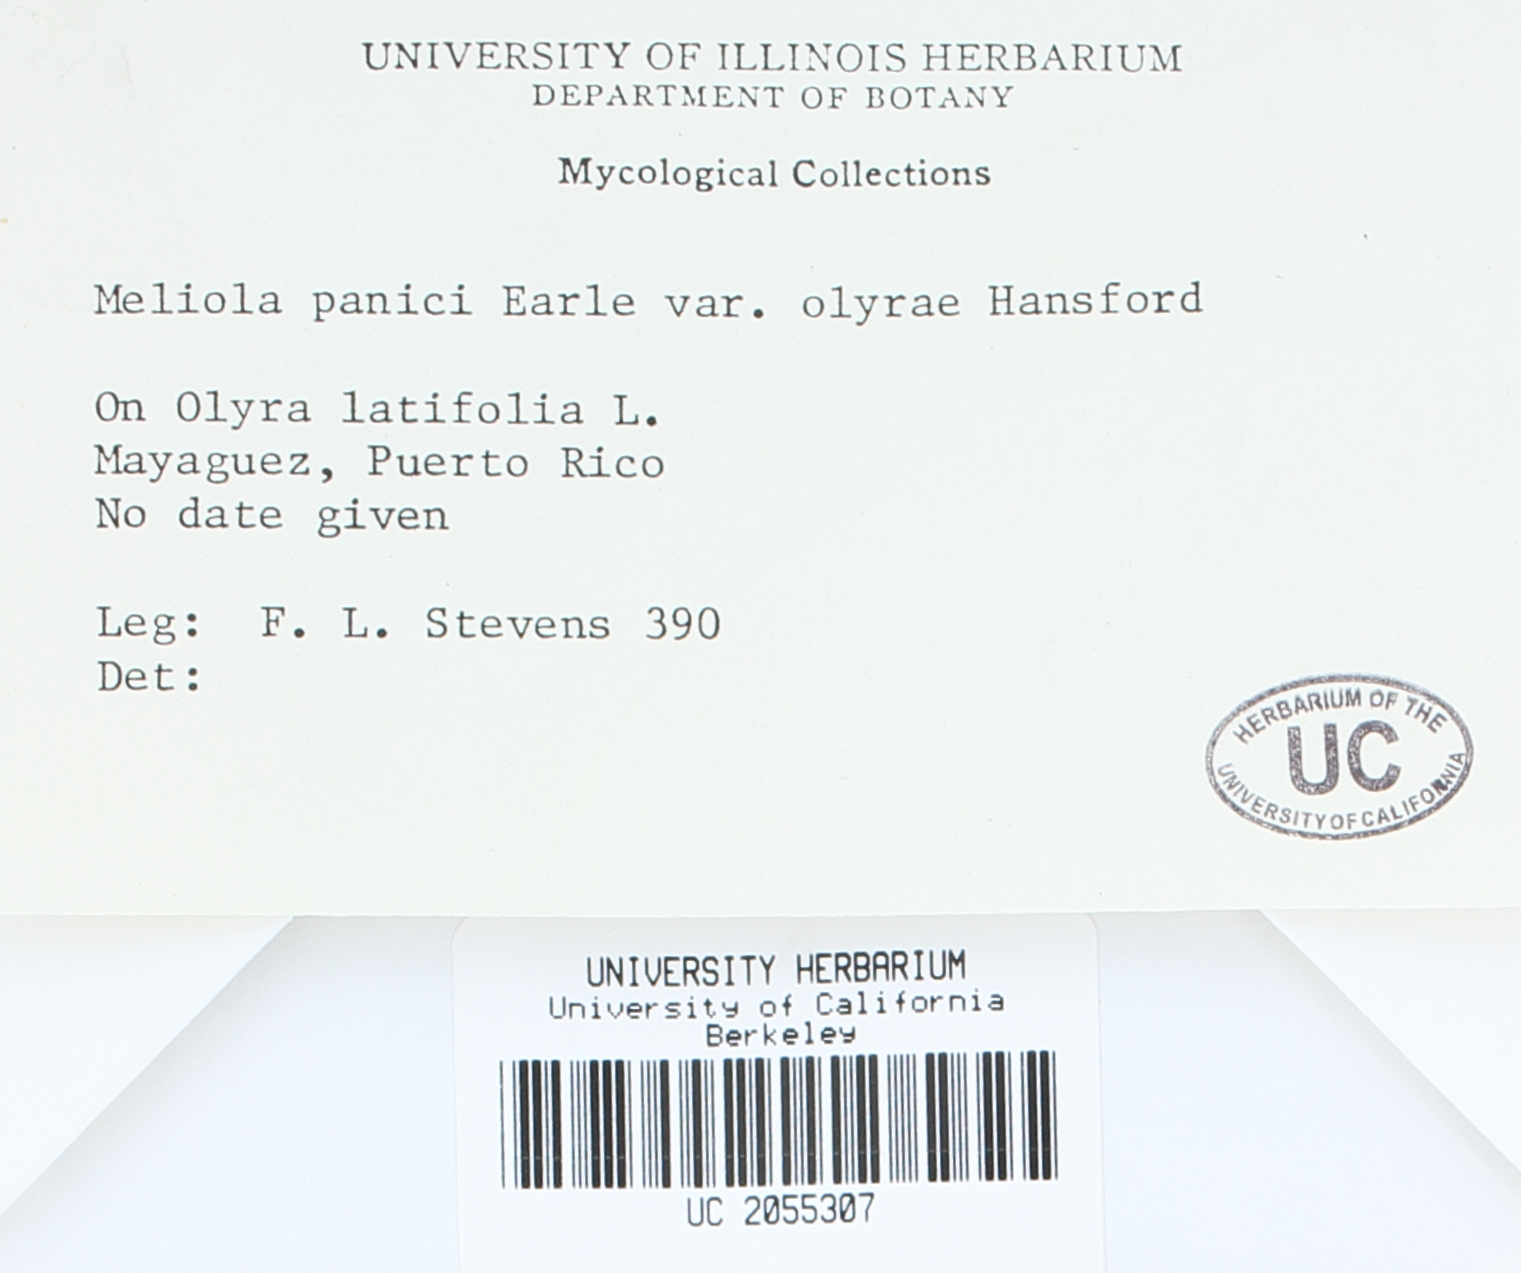 UNIVERSITY OF ILLINOIS HERBARIUM
DEPARTMENT OF BOTANY
Mycological Collections
Meliola panici Earle var. olyrae Hansford
On Olyra latifolia L.
Mayaguez, Puerto Rico
No date given
Leg: F. L. Stevens 390
Det:
HERBARIUM OF THE
UC
UNIVERSITY OF CALIFORNIA
UNIVERSITY HERBARIUM
University of California
Berkeley
UC 2055307